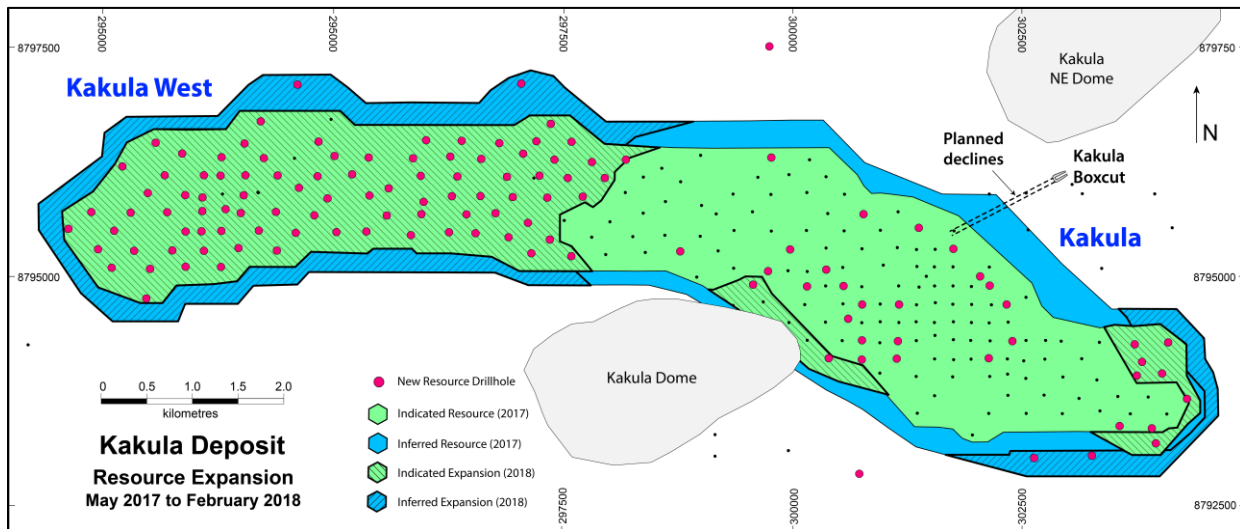 295000
295000
297500
300000
302500
8797500
879750
Kakula West
Kakula
NE Dome
N
Planned
declines
Kakula
Boxcut
Kakula
8795000
8795000
Kakula Dome
0 0.5 1.0 1.5 2.0
kilometres
Kakula Deposit
Resource Expansion
May 2017 to February 2018
New Resource Drillhole
Indicated Resource (2017)
Inferred Resource (2017)
Indicated Expansion (2018)
Inferred Expansion (2018)
297500
300000
302500
8792500